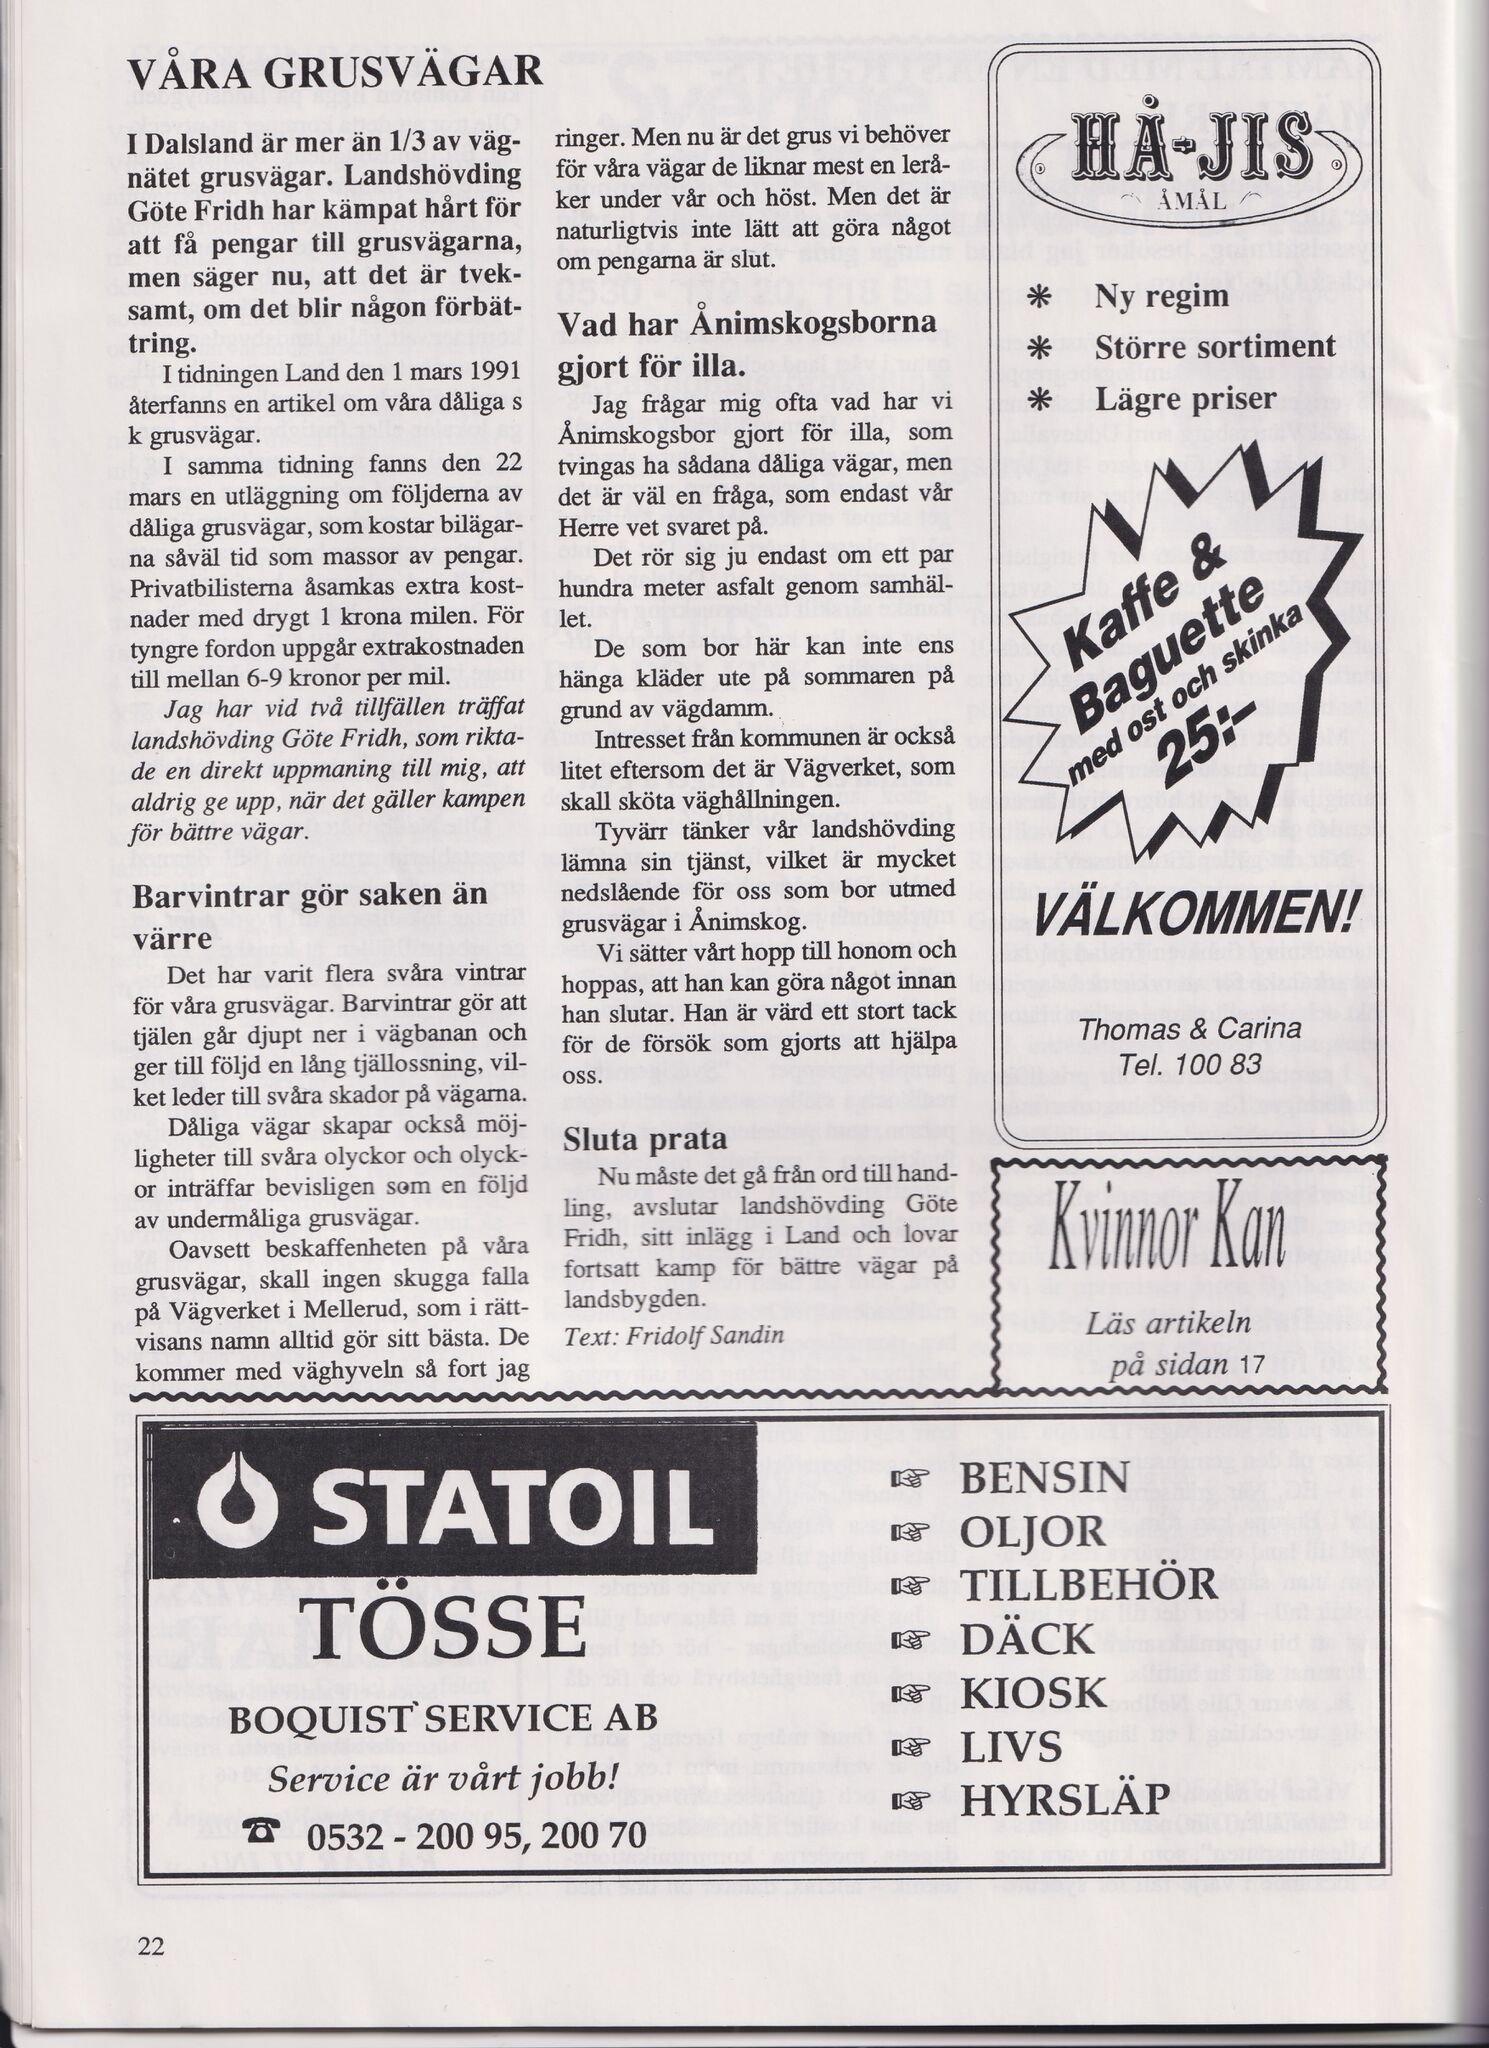 VÅRA GRUSVÄGAR
I Dalsland är mer än 1/3 av väg-
nätet grusvägar. Landshövding
Göte Fridh har kämpat hårt för
att få pengar till grusvägarna,
men säger nu, att det är tvek-
samt, om det blir någon förbätt-
tring.
I tidningen Land den 1 mars 1991
återfanns en artikel om våra dåliga s
k grusvägar.
I samma tidning fanns den 22
mars en utläggning om följderna av
dåliga grusvägar, som kostar bilägar-
na såväl tid som massor av pengar.
Privatbilisterna åsamkas extra kost-
nader med drygt 1 krona milen. För
tyngre fordon uppgår extrakostnaden
till mellan 6-9 kronor per mil.
Jag har vid två tillfällen träffat
landshövding Göte Fridh, som rikta-
de en direkt uppmaning till mig, att
aldrig ge upp, när det gäller kampen
för bättre vägar.
Barvintrar gör saken än
värre
Det har varit flera svåra vintrar
för våra grusvägar. Barvintrar gör att
tjälen går djupt ner i vägbanan och
ger till följd en lång tjällossning, vil-
ket leder till svåra skador på vägarna.
Dåliga vägar skapar också möj-
ligheter till svåra olyckor och olyck-
or inträffar bevisligen som en följd
av undermåliga grusvägar.
Oavsett beskaffenheten på våra
grusvägar, skall ingen skugga falla
på Vägverket i Mellerud, som i rätt-
visans namn alltid gör sitt bästa. De
kommer med väghyveln så fort jag
ringer. Men nu är det grus vi behöver
för våra vägar de liknar mest en lerå-
ker under vår och höst. Men det är
naturligtvis inte lätt att göra något
om pengarna är slut.
Vad har Ånimskogsborna
gjort för illa.
Jag frågar mig ofta vad har vi
Ånimskogsbor gjort för illa, som
tvingas ha sådana dåliga vägar, men
det är väl en fråga, som endast vår
Herre vet svaret på.
Det rör sig ju endast om ett par
hundra meter asfalt genom samhäl-
let.
De som bor här kan inte ens
hänga kläder ute på sommaren på
grund av vägdamm.
Intresset från kommunen är också
litet eftersom det är Vägverket, som
skall sköta väghållningen.
Tyvärr tänker vår landshövding
lämna sin tjänst, vilket är mycket
nedslående för oss som bor utmed
grusvägar i Ånimskog.
Vi sätter vårt hopp till honom och
hoppas, att han kan göra något innan
han slutar. Han är värd ett stort tack
för de försök som gjorts att hjälpa
oss.
Sluta prata
Nu måste det gå från ord till hand-
ling, avslutar landshövding Göte
Fridh, sitt inlägg i Land och lovar
fortsatt kamp för bättre vägar på
landsbygden.
Text: Fridolf Sandin
HÅ-JIS
ÅMÅL
* Ny regim
* Större sortiment
* Lägre priser
Kaffe &
Baguette
med ost och skinka
25:-
VÄLKOMMEN!
Thomas & Carina
Tel. 100 83
Kvinnor Kan
Läs artikeln
på sidan 17
STATOIL
TÖSSE
BOQUIST SERVICE AB
Service är vårt jobb!
☎ 0532 - 200 95, 200 70
☞ BENSIN
☞ OLJOR
☞ TILLBEHÖR
☞ DÄCK
☞ KIOSK
☞ LIVS
☞ HYRSLÄP
22